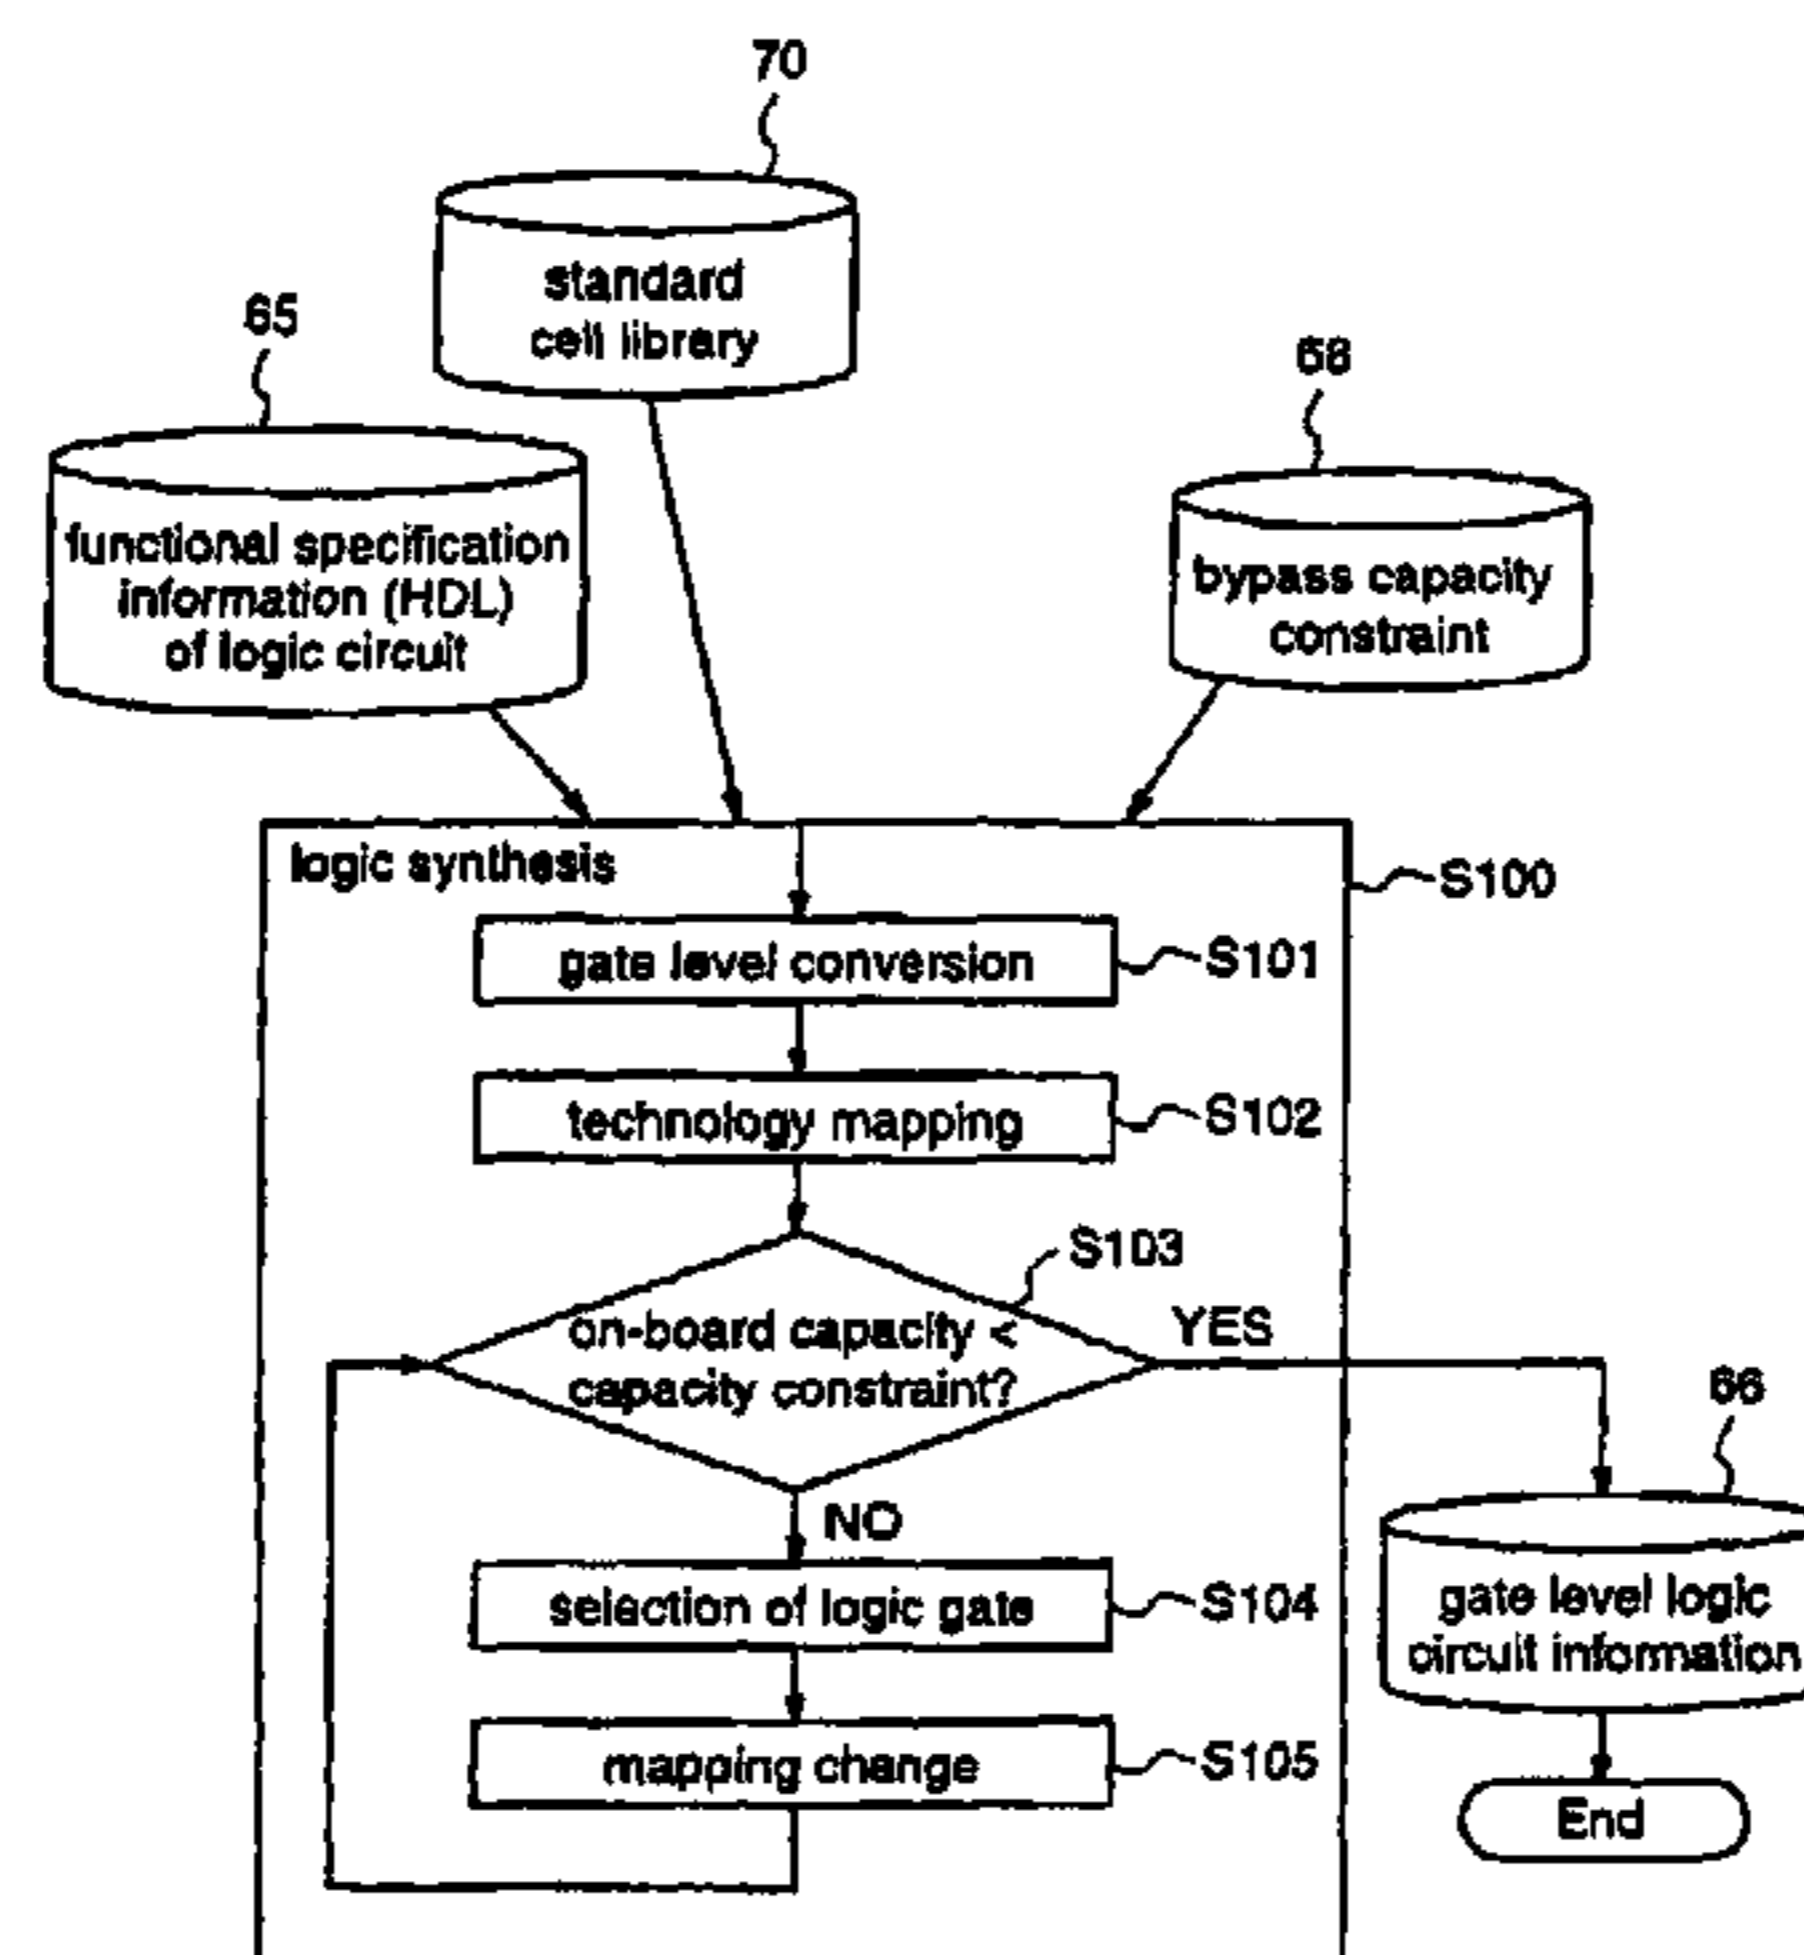 70
standard
cell library
65
functional specification
information (HDL)
of logic circuit
68
bypass capacity
constraint
logic synthesis
S100
gate level conversion
S101
technology mapping
S102
S103
on-board capacity <
capacity constraint?
YES
NO
66
gate level logic
circuit information
selection of logic gate
S104
mapping change
S105
End